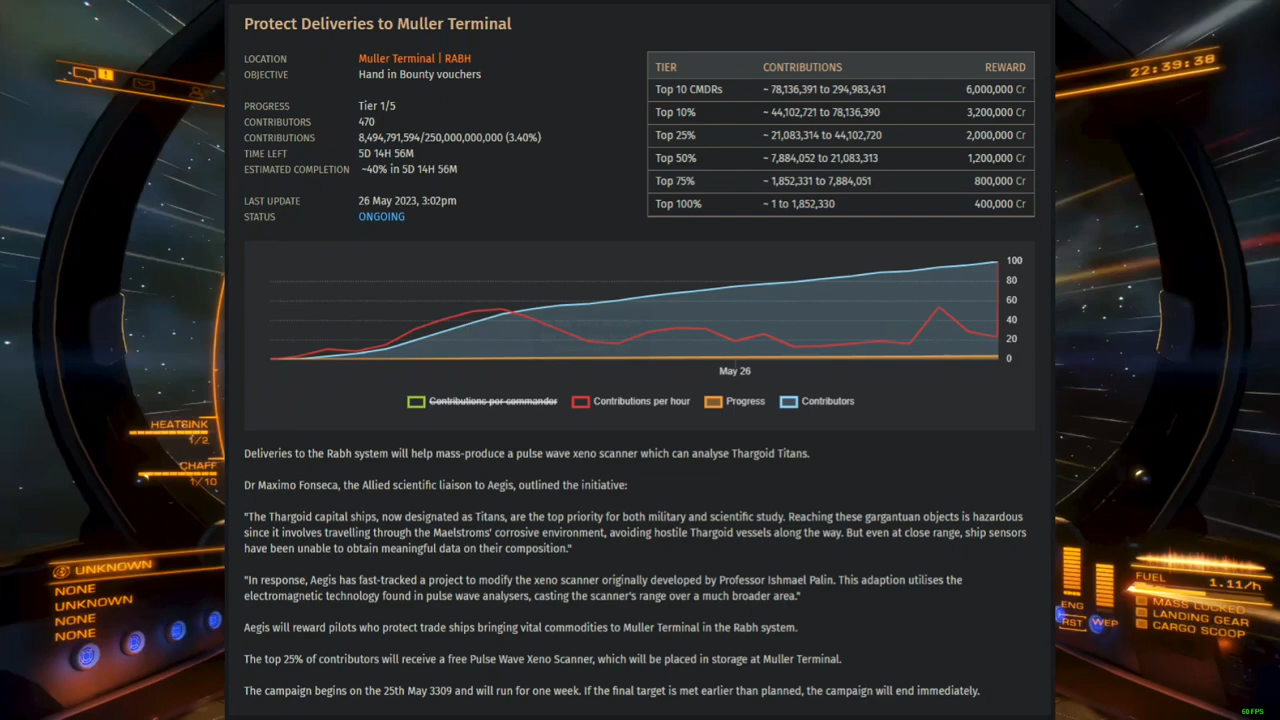 Protect Deliveries to Muller Terminal
LOCATION Muller Terminal | RABH
OBJECTIVE Hand in Bounty vouchers
PROGRESS Tier 1/5
CONTRIBUTORS 470
CONTRIBUTIONS 8,494,791,594/250,000,000,000 (3.40%)
TIME LEFT 5D 14H 56M
ESTIMATED COMPLETION ~40% in 5D 14H 56M
LAST UPDATE 26 May 2023, 3:02pm
STATUS ONGOING
TIER CONTRIBUTIONS REWARD
Top 10 CMDRs ~ 78,136,391 to 294,983,431 6,000,000 Cr
Top 10% ~ 44,102,721 to 78,136,390 3,200,000 Cr
Top 25% ~ 21,083,314 to 44,102,720 2,000,000 Cr
Top 50% ~ 7,884,052 to 21,083,313 1,200,000 Cr
Top 75% ~ 1,852,331 to 7,884,051 800,000 Cr
Top 100% ~ 1 to 1,852,330 400,000 Cr
22:39:38
100
80
60
40
20
0
May 26
Contributions per commander Contributions per hour Progress Contributors
HEATSINK
1/2
CHAFF
1/10
Deliveries to the Rabh system will help mass-produce a pulse wave xeno scanner which can analyse Thargoid Titans.
Dr Maximo Fonseca, the Allied scientific liaison to Aegis, outlined the initiative:
"The Thargoid capital ships, now designated as Titans, are the top priority for both military and scientific study. Reaching these gargantuan objects is hazardous
since it involves travelling through the Maelstroms' corrosive environment, avoiding hostile Thargoid vessels along the way. But even at close range, ship sensors
have been unable to obtain meaningful data on their composition."
"In response, Aegis has fast-tracked a project to modify the xeno scanner originally developed by Professor Ishmael Palin. This adaption utilises the
electromagnetic technology found in pulse wave analysers, casting the scanner's range over a much broader area."
Aegis will reward pilots who protect trade ships bringing vital commodities to Muller Terminal in the Rabh system.
The top 25% of contributors will receive a free Pulse Wave Xeno Scanner, which will be placed in storage at Muller Terminal.
The campaign begins on the 25th May 3309 and will run for one week. If the final target is met earlier than planned, the campaign will end immediately.
UNKNOWN
NONE
UNKNOWN
NONE
NONE
ENG
RST WEP
FUEL 1.11/h
MASS LOCKED
LANDING GEAR
CARGO SCOOP
60 FPS